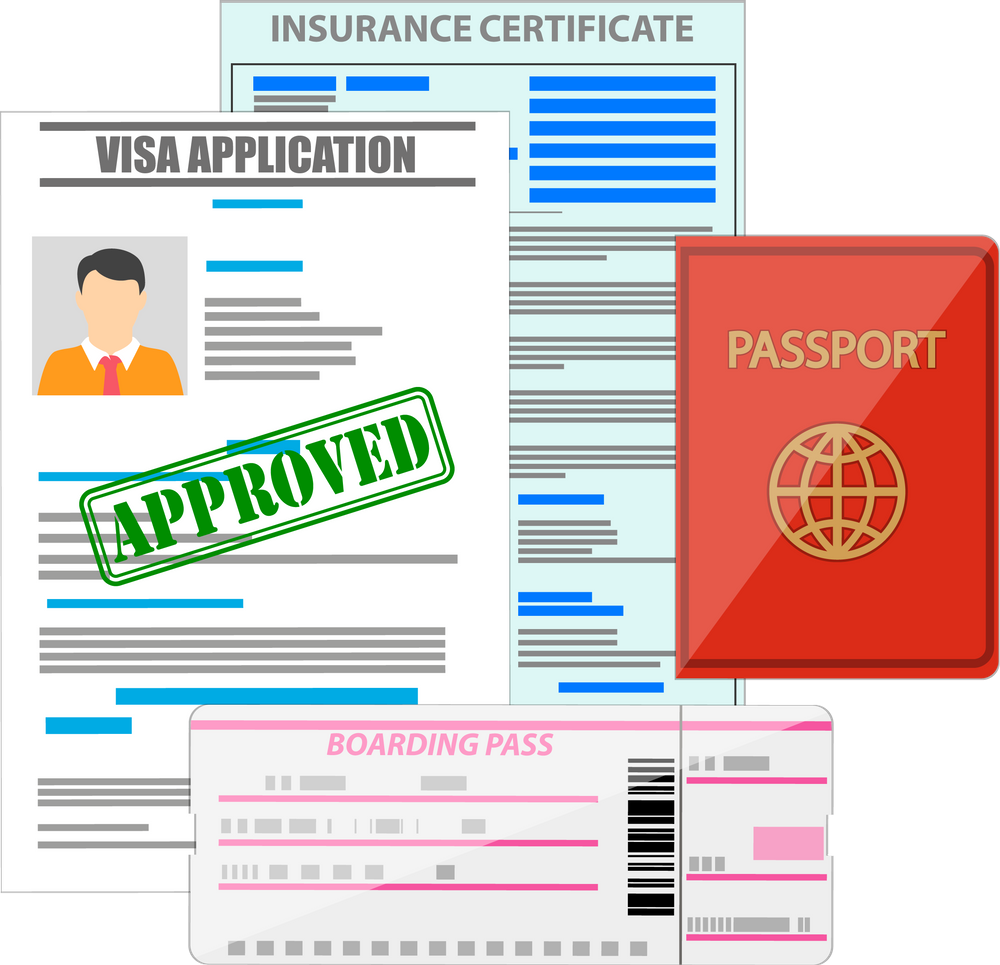 INSURANCE CERTIFICATE
VISA APPLICATION
PASSPORT
APPROVED
BOARDING PASS